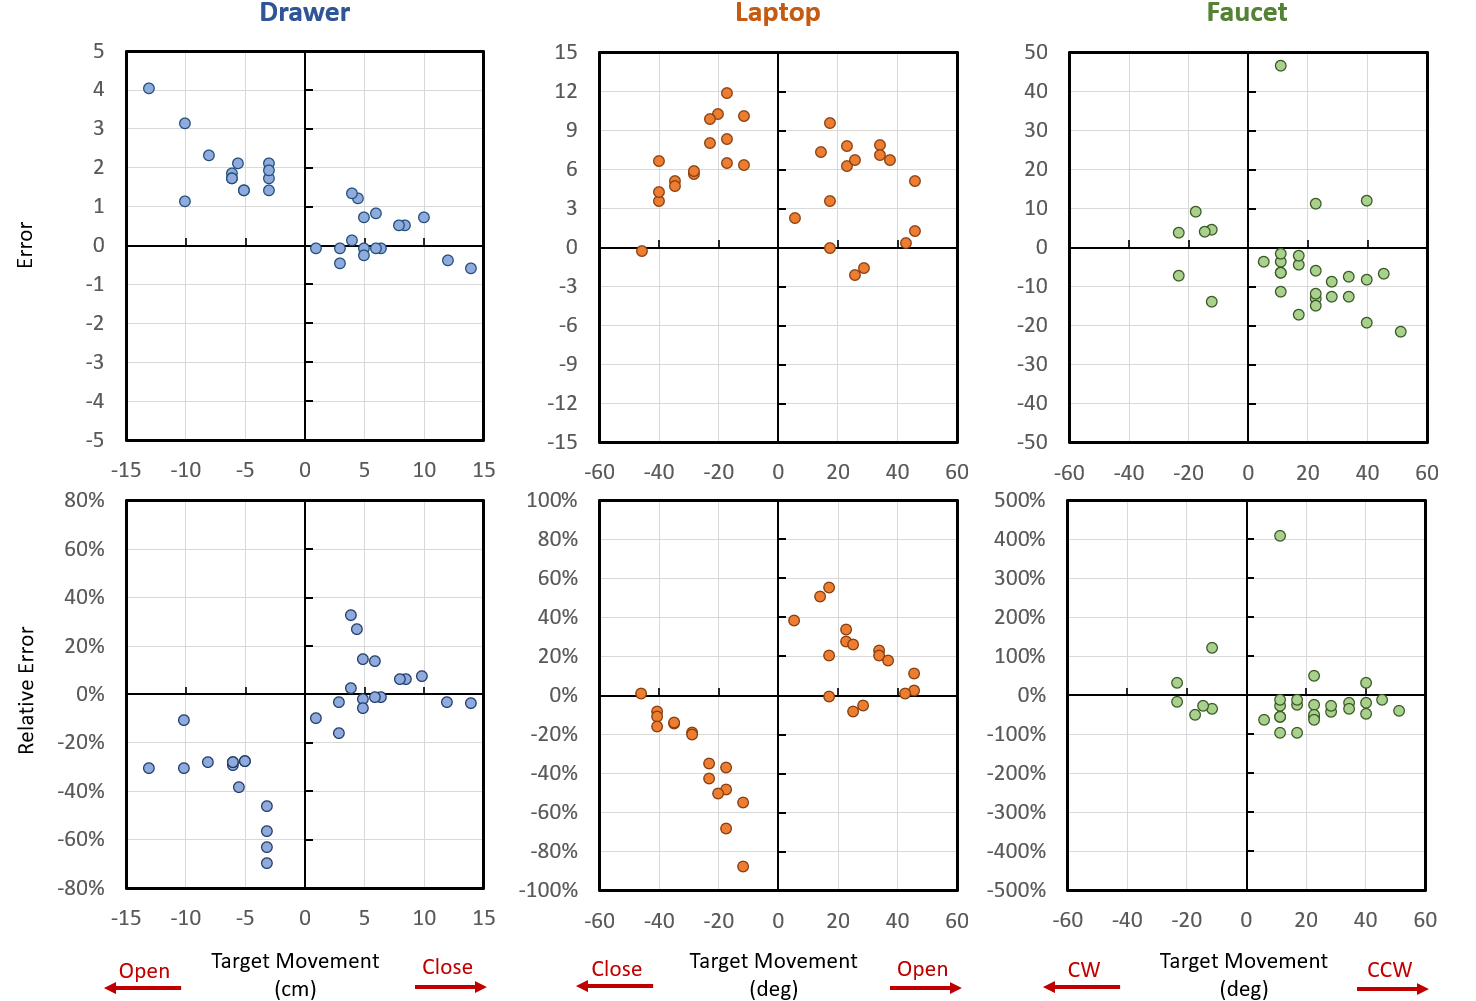 Drawer
Laptop
Faucet
5
4
3
2
1
0
-1
-2
-3
-4
-5
Error
-15 -10 -5 0 5 10 15
15
12
9
6
3
0
-3
-6
-9
-12
-15
-60 -40 -20 0 20 40 60
50
40
30
20
10
0
-10
-20
-30
-40
-50
-60 -40 -20 0 20 40 60
80%
60%
40%
20%
0%
-20%
-40%
-60%
-80%
Relative Error
-15 -10 -5 0 5 10 15
100%
80%
60%
40%
20%
0%
-20%
-40%
-60%
-80%
-100%
-60 -40 -20 0 20 40 60
500%
400%
300%
200%
100%
0%
-100%
-200%
-300%
-400%
-500%
-60 -40 -20 0 20 40 60
Open
Target Movement
(cm)
Close
Close
Target Movement
(deg)
Open
CW
Target Movement
(deg)
CCW